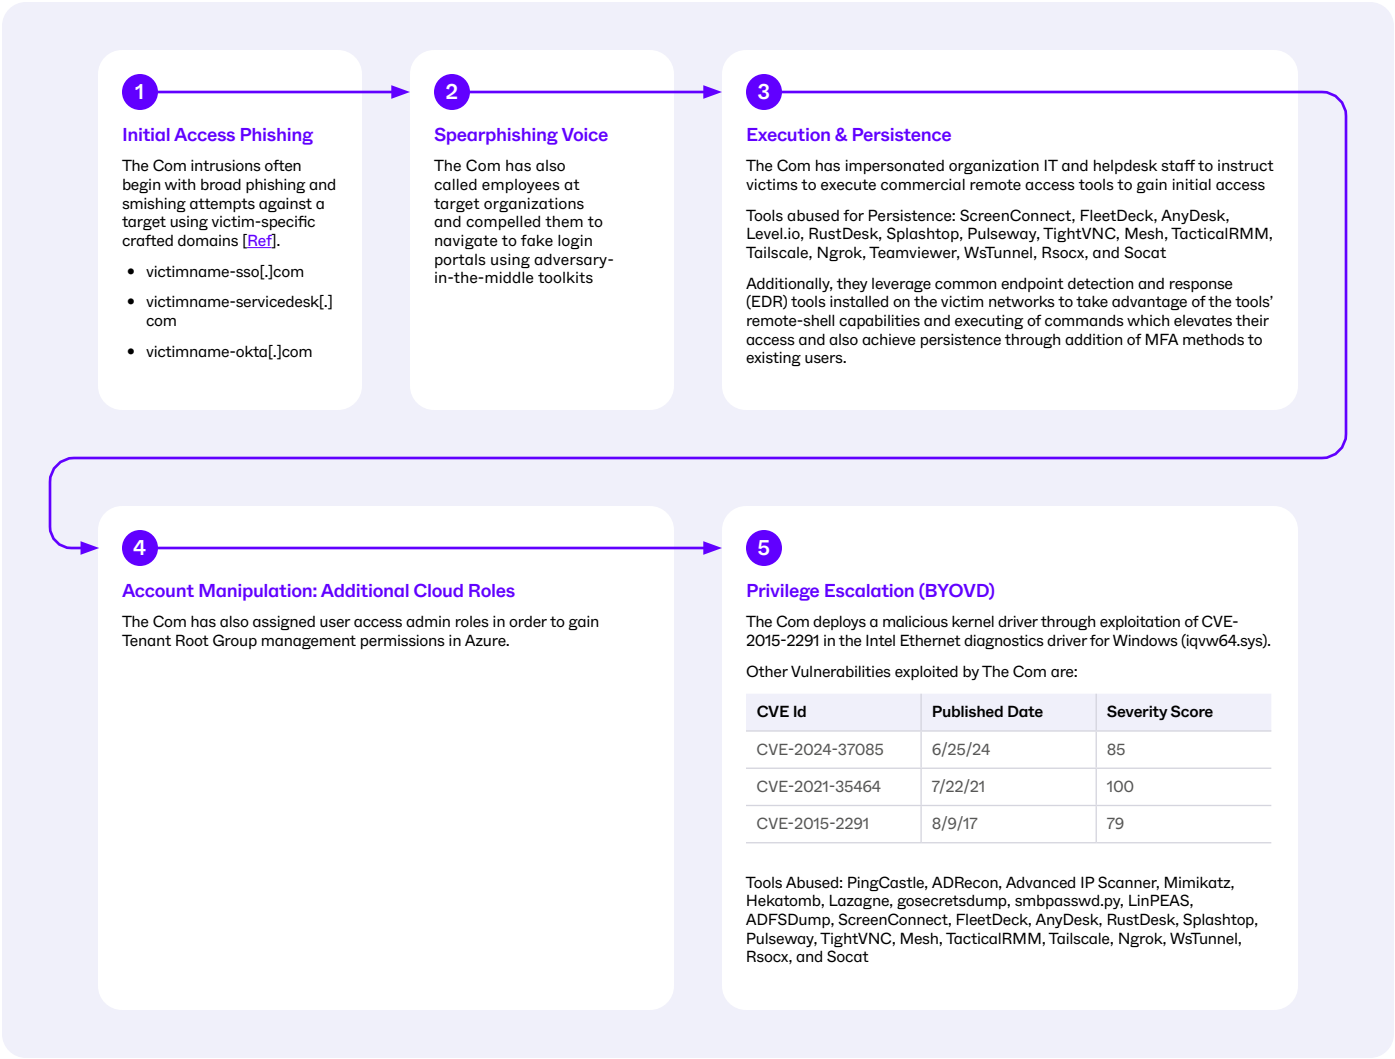 1
Initial Access Phishing
The Com intrusions often
begin with broad phishing and
smishing attempts against a
target using victim-specific
crafted domains [Ref].
• victimname-sso[.]com
• victimname-servicedesk[.]
com
• victimname-okta[.]com
2
Spearphishing Voice
The Com has also
called employees at
target organizations
and compelled them to
navigate to fake login
portals using adversary-
in-the-middle toolkits
3
Execution & Persistence
The Com has impersonated organization IT and helpdesk staff to instruct
victims to execute commercial remote access tools to gain initial access
Tools abused for Persistence: ScreenConnect, FleetDeck, AnyDesk,
Level.io, RustDesk, Splashtop, Pulseway, TightVNC, Mesh, TacticalRMM,
Tailscale, Ngrok, Teamviewer, WsTunnel, Rsocx, and Socat
Additionally, they leverage common endpoint detection and response
(EDR) tools installed on the victim networks to take advantage of the tools’
remote-shell capabilities and executing of commands which elevates their
access and also achieve persistence through addition of MFA methods to
existing users.
4
Account Manipulation: Additional Cloud Roles
The Com has also assigned user access admin roles in order to gain
Tenant Root Group management permissions in Azure.
5
Privilege Escalation (BYOVD)
The Com deploys a malicious kernel driver through exploitation of CVE-
2015-2291 in the Intel Ethernet diagnostics driver for Windows (iqvw64.sys).
Other Vulnerabilities exploited by The Com are:
CVE Id Published Date Severity Score
CVE-2024-37085 6/25/24 85
CVE-2021-35464 7/22/21 100
CVE-2015-2291 8/9/17 79
Tools Abused: PingCastle, ADRecon, Advanced IP Scanner, Mimikatz,
Hekatomb, Lazagne, gosecretsdump, smbpasswd.py, LinPEAS,
ADFSDump, ScreenConnect, FleetDeck, AnyDesk, RustDesk, Splashtop,
Pulseway, TightVNC, Mesh, TacticalRMM, Tailscale, Ngrok, WsTunnel,
Rsocx, and Socat